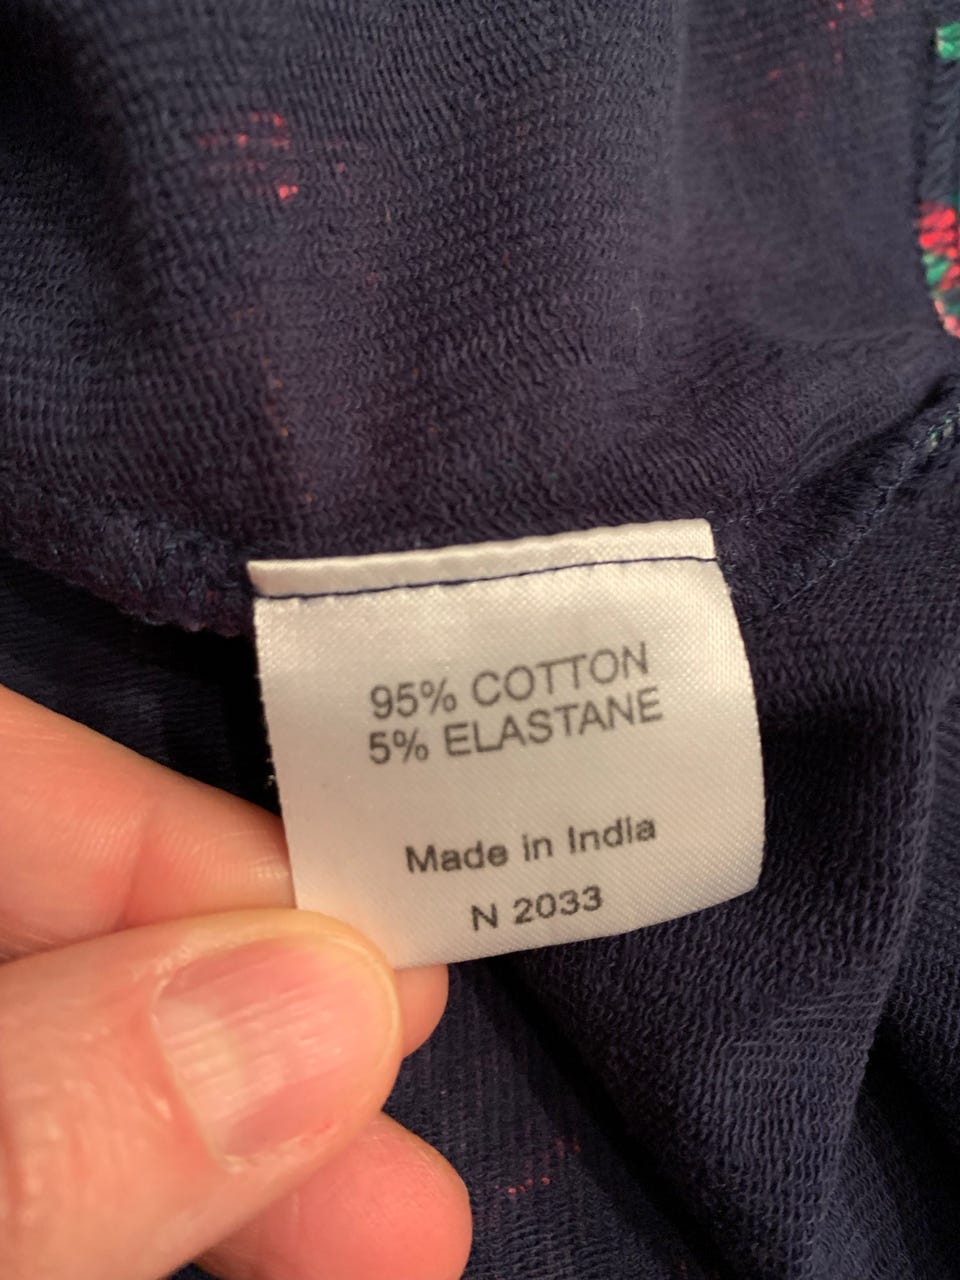 95% COTTON
5% ELASTANE
Made in India
N 2033